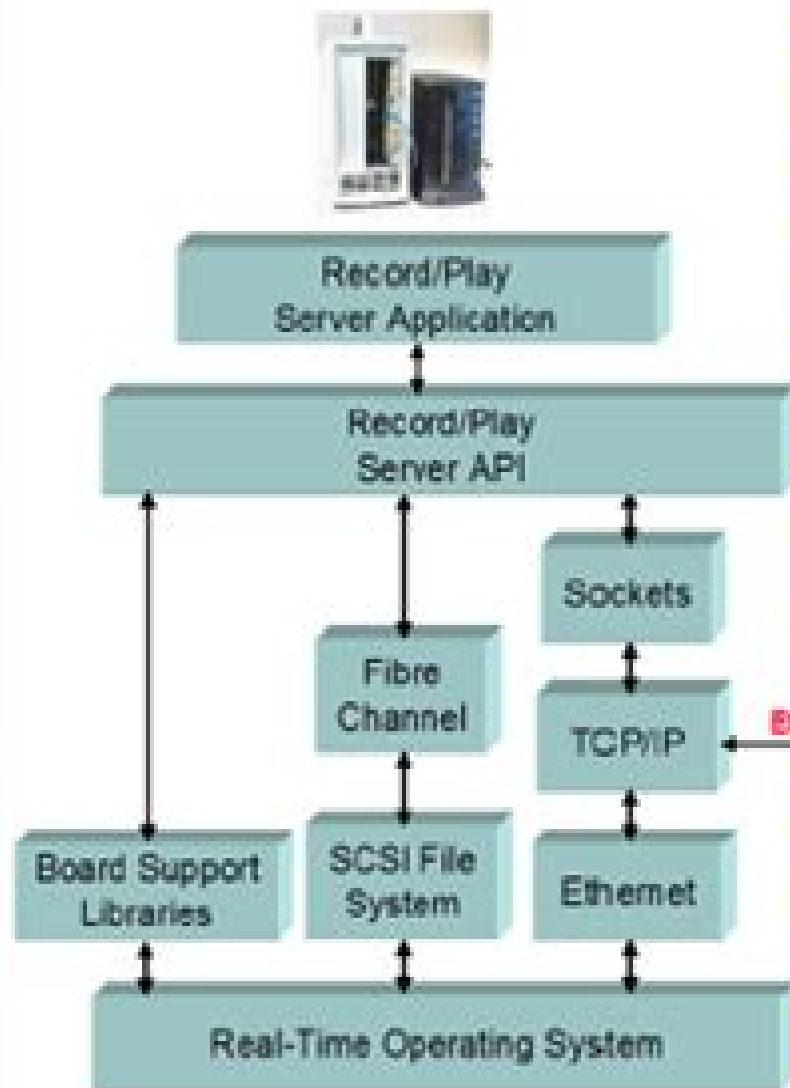 Record/Play
Server Application
Record/Play
Server API
Sockets
Fibre
Channel
TCP/IP
B
Board Support
Libraries
SCSI File
System
Ethernet
Real-Time Operating System